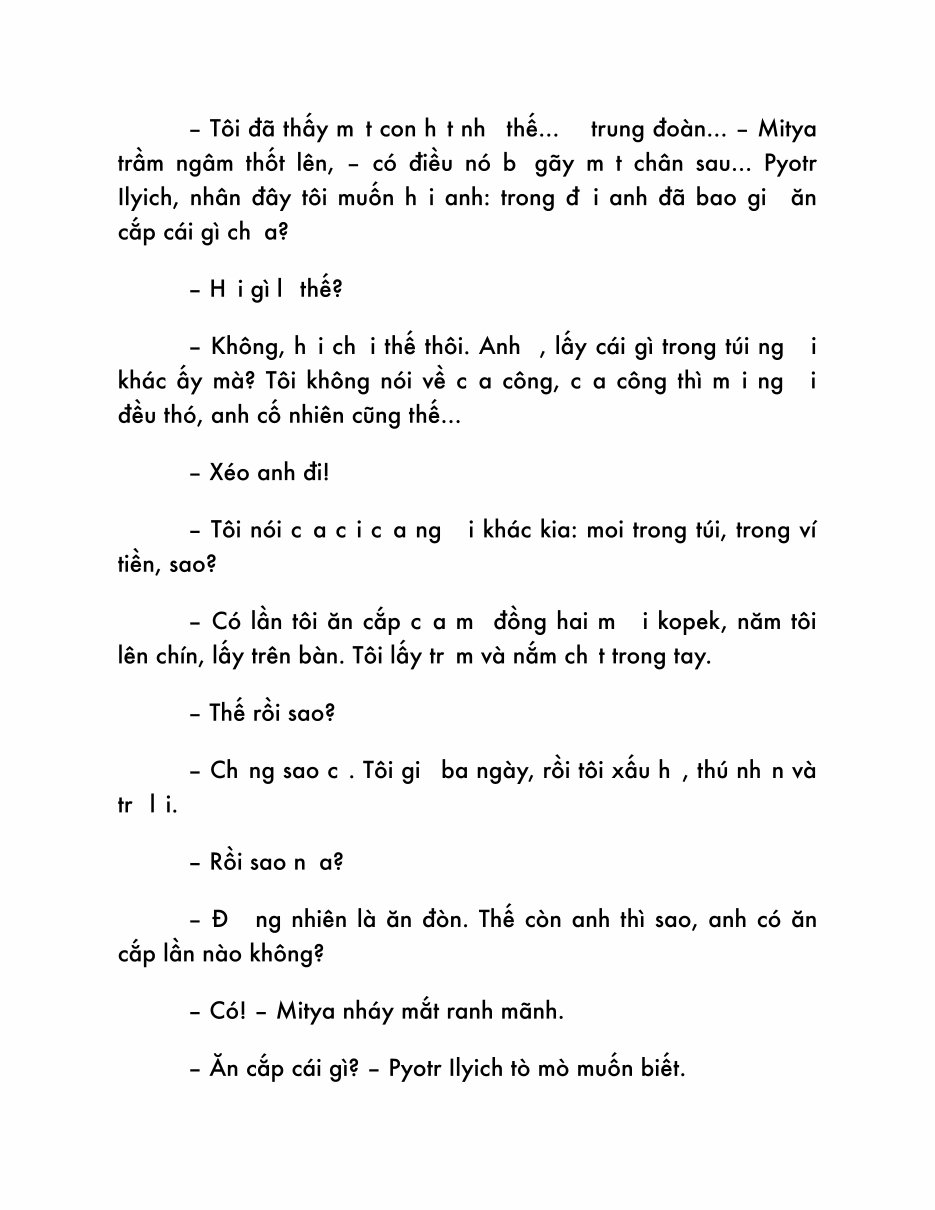 – Tôi đã thấy m t con h t nh thế... trung đoàn... – Mitya
trầm ngâm thốt lên, – có điều nó b gãy m t chân sau... Pyotr
Ilyich, nhân đây tôi muốn h i anh: trong đ i anh đã bao gi ăn
cắp cái gì ch a?
– H i gì l thế?
– Không, h i ch i thế thôi. Anh , lấy cái gì trong túi ng i
khác ấy mà? Tôi không nói về c a công, c a công thì m i ng i
đều thó, anh cố nhiên cũng thế...
– Xéo anh đi!
– Tôi nói c a c i c a ng i khác kia: moi trong túi, trong ví
tiền, sao?
– Có lần tôi ăn cắp c a m đồng hai m i kopek, năm tôi
lên chín, lấy trên bàn. Tôi lấy tr m và nắm ch t trong tay.
– Thế rồi sao?
– Ch ng sao c . Tôi gi ba ngày, rồi tôi xấu h , thú nh n và
tr l i.
– Rồi sao n a?
– Đ ng nhiên là ăn đòn. Thế còn anh thì sao, anh có ăn
cắp lần nào không?
– Có! – Mitya nháy mắt ranh mãnh.
– Ăn cắp cái gì? – Pyotr Ilyich tò mò muốn biết.